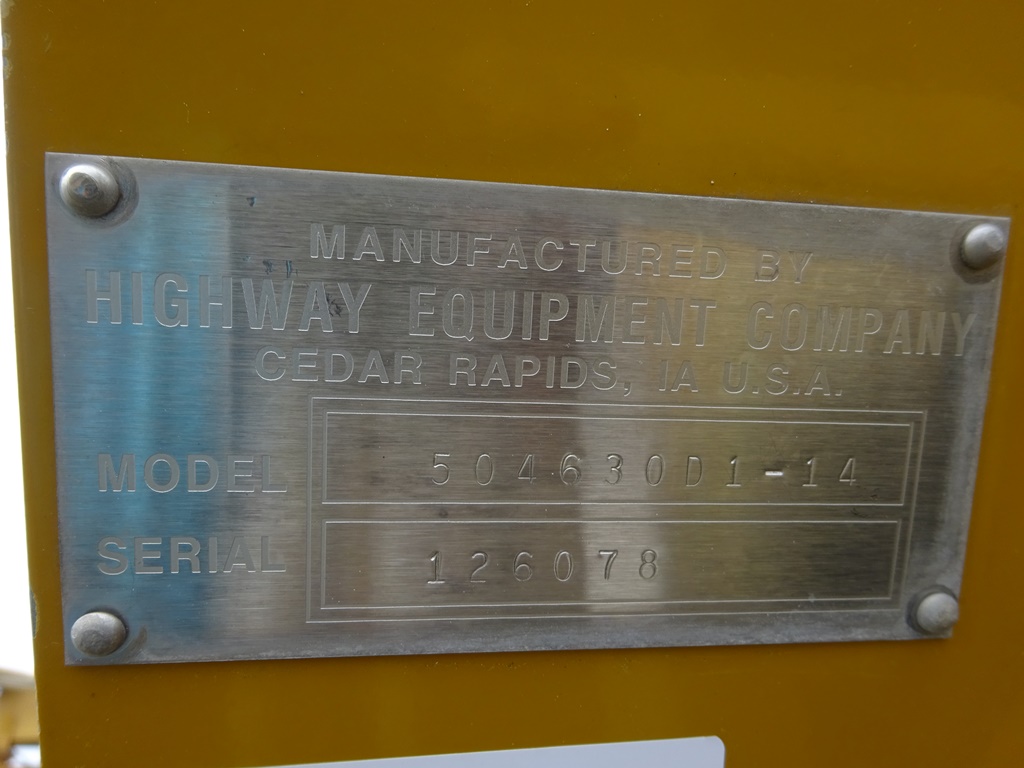 MANUFACTURED BY
HIGHWAY EQUIPMENT COMPANY
CEDAR RAPIDS, IA U.S.A.
MODEL 504630D1-14
SERIAL 126078